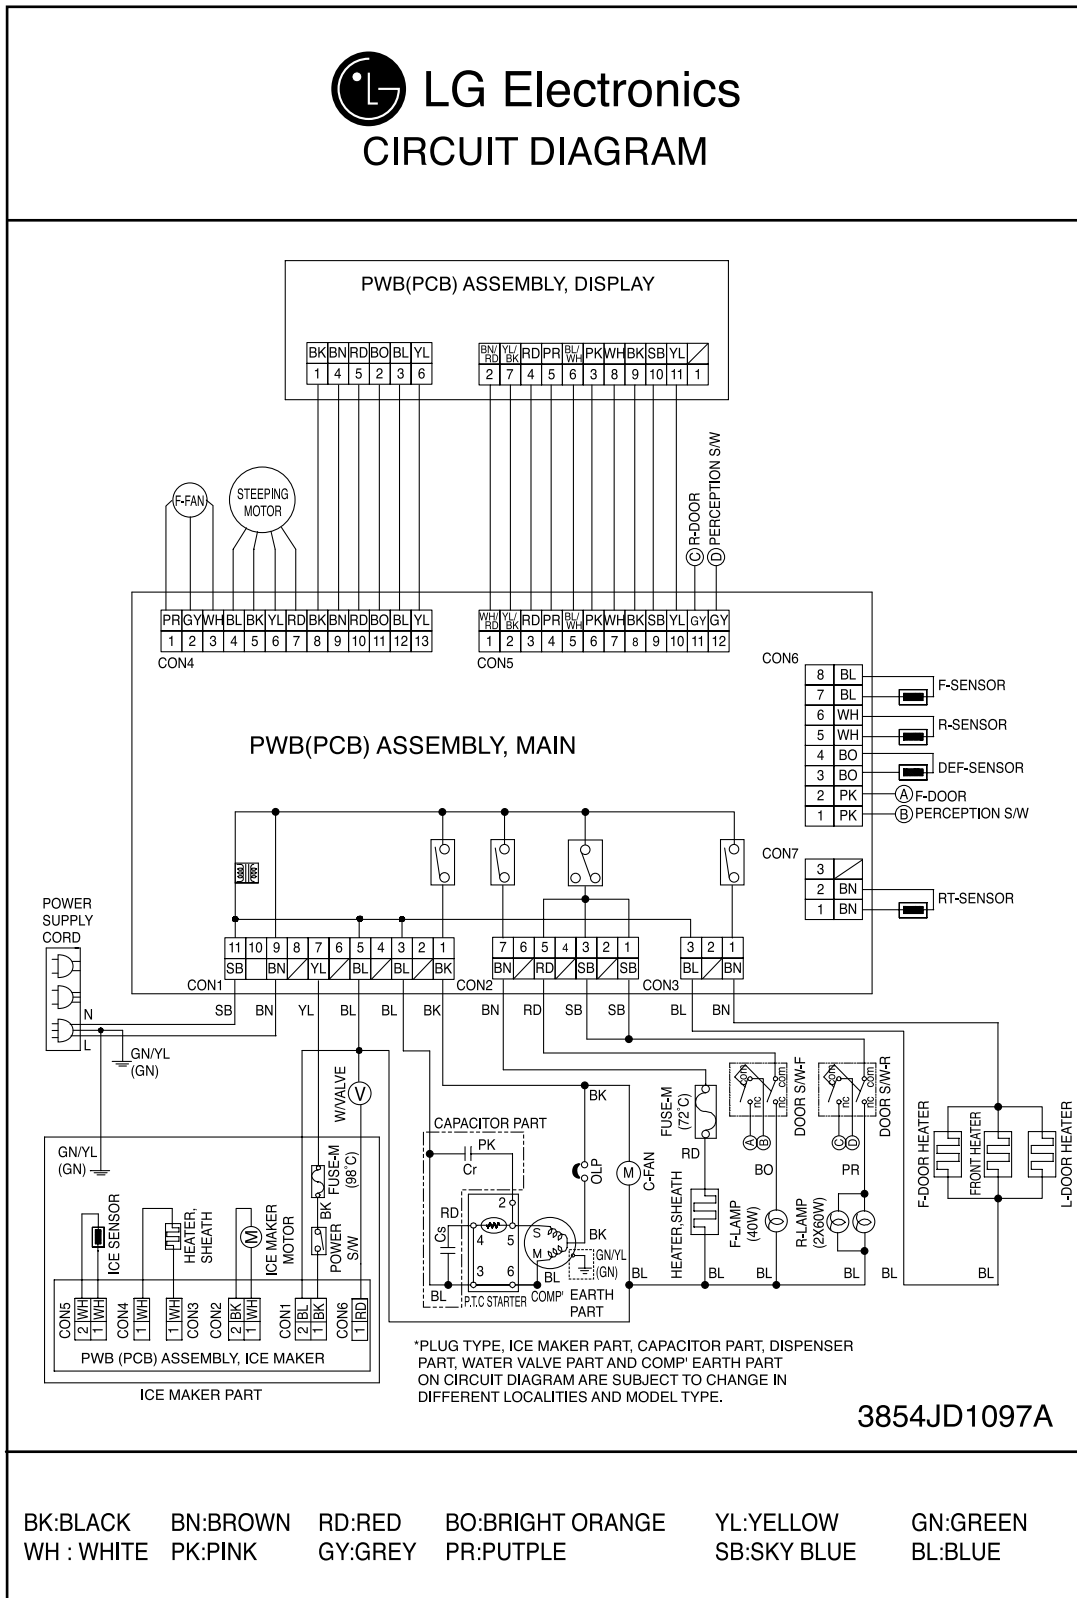 LG Electronics
CIRCUIT DIAGRAM
PWB(PCB) ASSEMBLY, DISPLAY
BK BN RD BO BL YL
1 4 5 2 3 6
BN/RD YL/BK RD PR BL/WH PK WH BK SB YL
2 7 4 5 6 3 8 9 10 11 1
F-FAN
STEEPING
MOTOR
C R-DOOR
D PERCEPTION S/W
PR GY WH BL BK YL RD BK BN RD BO BL YL
1 2 3 4 5 6 7 8 9 10 11 12 13
CON4
WH/RD YL/BK RD PR BL/WH PK WH BK SB YL GY GY
1 2 3 4 5 6 7 8 9 10 11 12
CON5
CON6
8 BL
7 BL
F-SENSOR
6 WH
5 WH
R-SENSOR
4 BO
3 BO
DEF-SENSOR
2 PK A F-DOOR
1 PK B PERCEPTION S/W
PWB(PCB) ASSEMBLY, MAIN
CON7
3
2 BN
1 BN
RT-SENSOR
POWER
SUPPLY
CORD
N
L
GN/YL
(GN)
11 10 9 8 7 6 5 4 3 2 1
SB BN YL BL BL BK
CON1
7 6 5 4 3 2 1
BN RD SB SB
CON2
3 2 1
BL BN
CON3
SB BN YL BL BL BK BN RD SB SB BL BN
GN/YL
(GN)
W/VALVE
V
FUSE-M
(98°C)
BK
POWER
S/W
ICE SENSOR
HEATER,
SHEATH
M
ICE MAKER
MOTOR
CON5
2 WH
1 WH
CON4
1 WH
1 WH
CON3
CON2
2 BK
1 WH
CON1
2 BL
1 BK
CON6
1 RD
PWB (PCB) ASSEMBLY, ICE MAKER
ICE MAKER PART
CAPACITOR PART
PK
Cr
RD
Cs
2
4 5
3 6
BL
P.T.C STARTER
S
M
BL
COMP'
BK
OLP
BK
GN/YL
(GN)
EARTH
PART
M
C-FAN
BL
FUSE-M
(72°C)
RD
HEATER,SHEATH
BL
com
nc
DOOR S/W-F
A B
BO
F-LAMP
(40W)
BL
com
nc
DOOR S/W-R
C D
PR
R-LAMP
(2X60W)
BL
BL
F-DOOR HEATER
FRONT HEATER
L-DOOR HEATER
BL
*PLUG TYPE, ICE MAKER PART, CAPACITOR PART, DISPENSER
PART, WATER VALVE PART AND COMP' EARTH PART
ON CIRCUIT DIAGRAM ARE SUBJECT TO CHANGE IN
DIFFERENT LOCALITIES AND MODEL TYPE.
3854JD1097A
BK:BLACK BN:BROWN RD:RED BO:BRIGHT ORANGE YL:YELLOW GN:GREEN
WH : WHITE PK:PINK GY:GREY PR:PUTPLE SB:SKY BLUE BL:BLUE